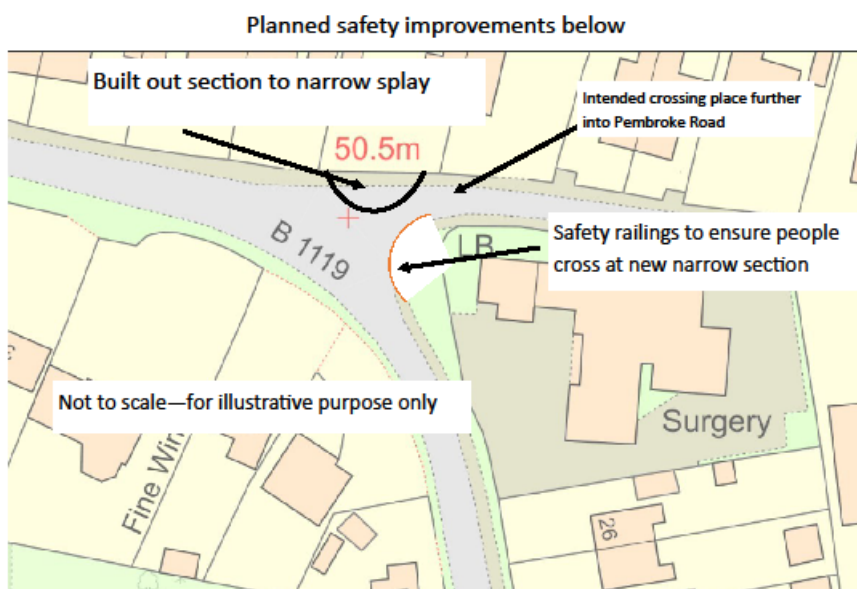 Planned safety improvements below
Built out section to narrow splay
Intended crossing place further
into Pembroke Road
50.5m
B 1119
LB
Safety railings to ensure people
cross at new narrow section
Not to scale—for illustrative purpose only
Surgery
Fine Win
26